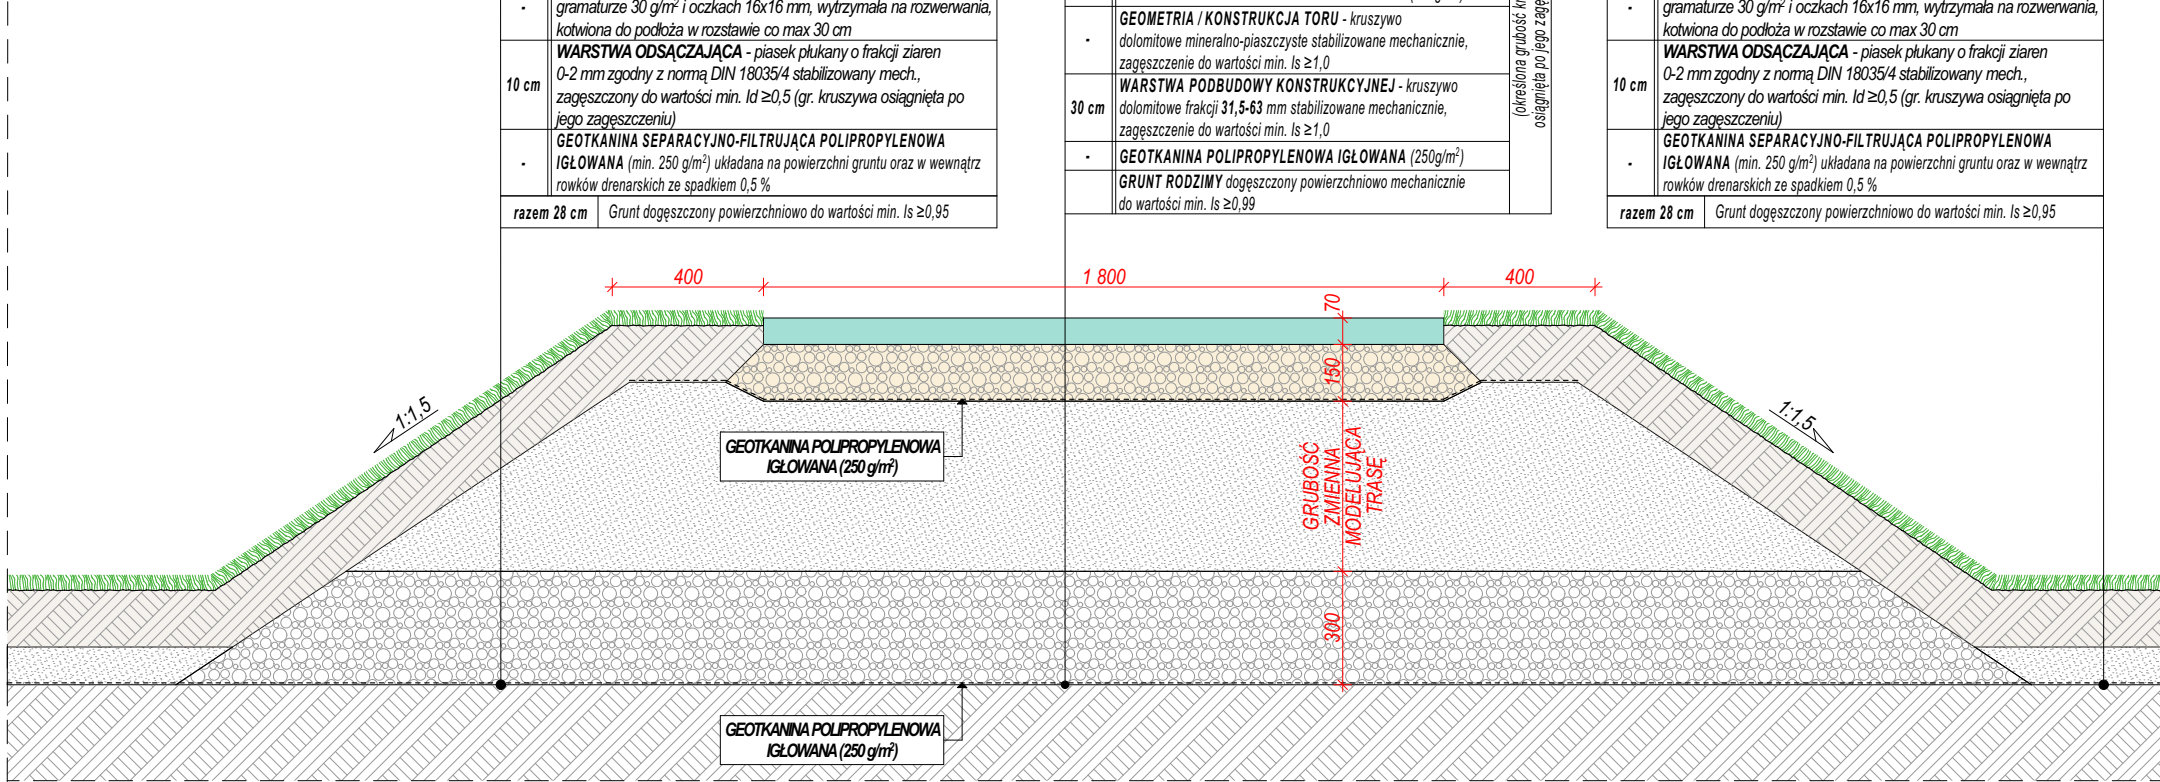 -
gramaturze 30 g/m² i oczkach 16x16 mm, wytrzymała na rozwerwania,
kotwiona do podłoża w rozstawie co max 30 cm
10 cm
WARSTWA ODSĄCZAJĄCA - piasek płukany o frakcji ziaren
0-2 mm zgodny z normą DIN 18035/4 stabilizowany mech.,
zagęszczony do wartości min. Id ≥0,5 (gr. kruszywa osiągnięta po
jego zagęszczeniu)
-
GEOTKANINA SEPARACYJNO-FILTRUJĄCA POLIPROPYLENOWA
IGŁOWANA (min. 250 g/m²) układana na powierzchni gruntu oraz w wewnątrz
rowków drenarskich ze spadkiem 0,5 %
razem 28 cm
Grunt dogęszczony powierzchniowo do wartości min. Is ≥0,95
-
GEOMETRIA / KONSTRUKCJA TORU - kruszywo
dolomitowe mineralno-piaszczyste stabilizowane mechanicznie,
zagęszczenie do wartości min. Is ≥1,0
30 cm
WARSTWA PODBUDOWY KONSTRUKCYJNEJ - kruszywo
dolomitowe frakcji 31,5-63 mm stabilizowane mechanicznie,
zagęszczenie do wartości min. Is ≥1,0
-
GEOTKANINA POLIPROPYLENOWA IGŁOWANA (250g/m²)
GRUNT RODZIMY dogęszczony powierzchniowo mechanicznie
do wartości min. Is ≥0,99
(określona grubość
osiągnięta po jego
-
gramaturze 30 g/m² i oczkach 16x16 mm, wytrzymała na rozwerwania,
kotwiona do podłoża w rozstawie co max 30 cm
10 cm
WARSTWA ODSĄCZAJĄCA - piasek płukany o frakcji ziaren
0-2 mm zgodny z normą DIN 18035/4 stabilizowany mech.,
zagęszczony do wartości min. Id ≥0,5 (gr. kruszywa osiągnięta po
jego zagęszczeniu)
-
GEOTKANINA SEPARACYJNO-FILTRUJĄCA POLIPROPYLENOWA
IGŁOWANA (min. 250 g/m²) układana na powierzchni gruntu oraz w wewnątrz
rowków drenarskich ze spadkiem 0,5 %
razem 28 cm
Grunt dogęszczony powierzchniowo do wartości min. Is ≥0,95
400
1 800
400
70
150
1:1,5
1:1,5
GEOTKANINA POLIPROPYLENOWA
IGŁOWANA (250 g/m²)
GRUBOŚĆ
ZMIENNA
MODELUJĄCA
TRASĘ
300
GEOTKANINA POLIPROPYLENOWA
IGŁOWANA (250 g/m²)